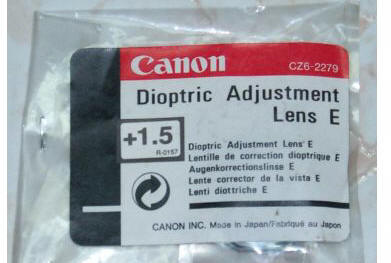 Canon
CZ6-2279
Dioptric Adjustment
Lens E
+1.5
R-0157
Dioptric Adjustment Lens E
Lentille de correction dioptrique E
Augenkorrectionslinse E
Lente corrector de la vista E
Lenti diottriche E
CANON INC. Made in Japan/Fabriqué au Japon